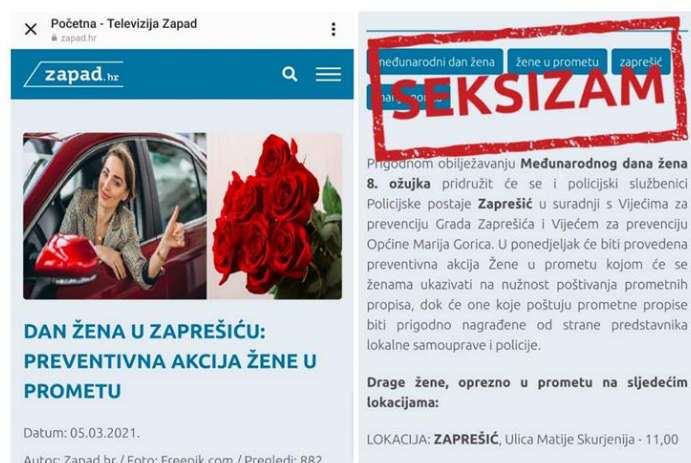 Početna - Televizija Zapad
zapad.hr
zapad.hr
DAN ŽENA U ZAPREŠIĆU:
PREVENTIVNA AKCIJA ŽENE U
PROMETU
Datum: 05.03.2021.
Autor: Zapad.hr / Foto: Freepik.com / Pregledi: 882
međunarodni dan žena
žene u prometu
zaprešić
SEKSIZAM
Prigodnom obilježavanju Međunarodnog dana žena
8. ožujka pridružit će se i policijski službenici
Policijske postaje Zaprešić u suradnji s Vijećima za
prevenciju Grada Zaprešića i Vijećem za prevenciju
Općine Marija Gorica. U ponedjeljak će biti provedena
preventivna akcija Žene u prometu kojom će se
ženama ukazivati na nužnost poštivanja prometnih
propisa, dok će one koje poštuju prometne propise
biti prigodno nagrađene od strane predstavnika
lokalne samouprave i policije.
Drage žene, oprezno u prometu na sljedećim
lokacijama:
LOKACIJA: ZAPREŠIĆ, Ulica Matije Skurjenija - 11,00